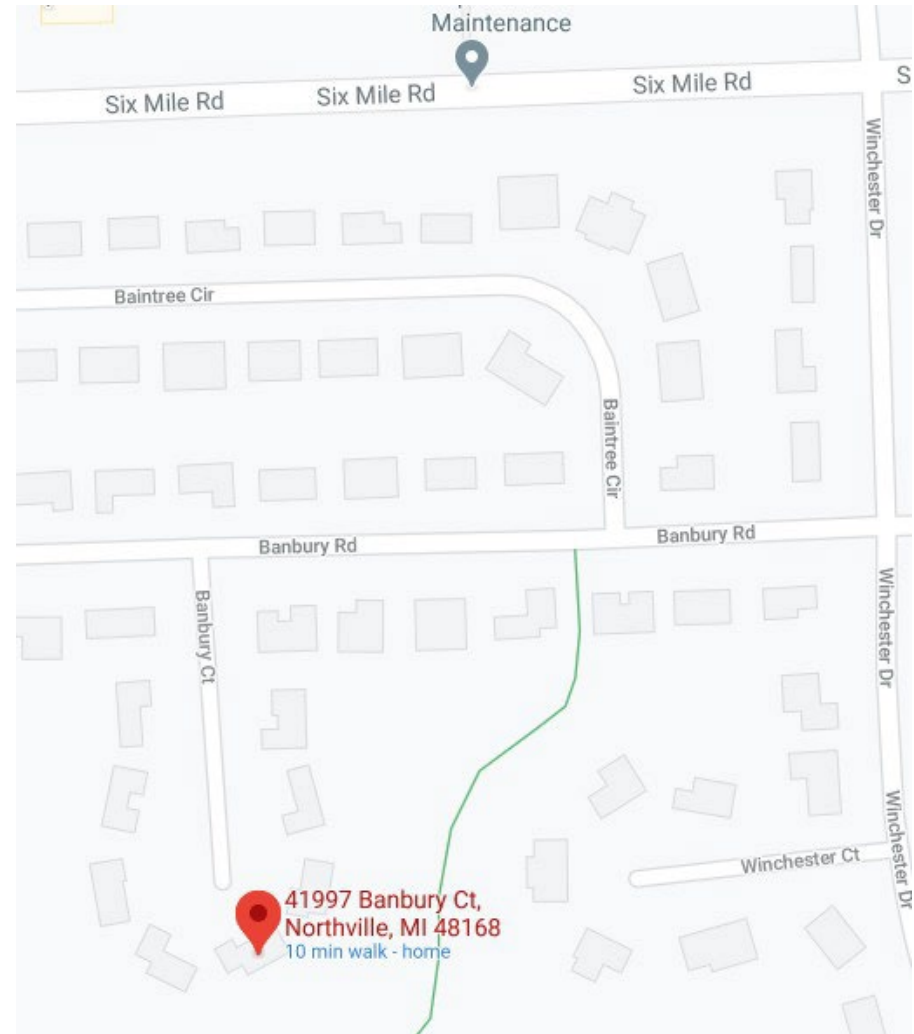 Maintenance
Six Mile Rd
Six Mile Rd
Six Mile Rd
S
Winchester Dr
Baintree Cir
Baintree Cir
Banbury Rd
Banbury Rd
Banbury Ct
Winchester Dr
Winchester Dr
Winchester Ct
41997 Banbury Ct,
Northville, MI 48168
10 min walk - home